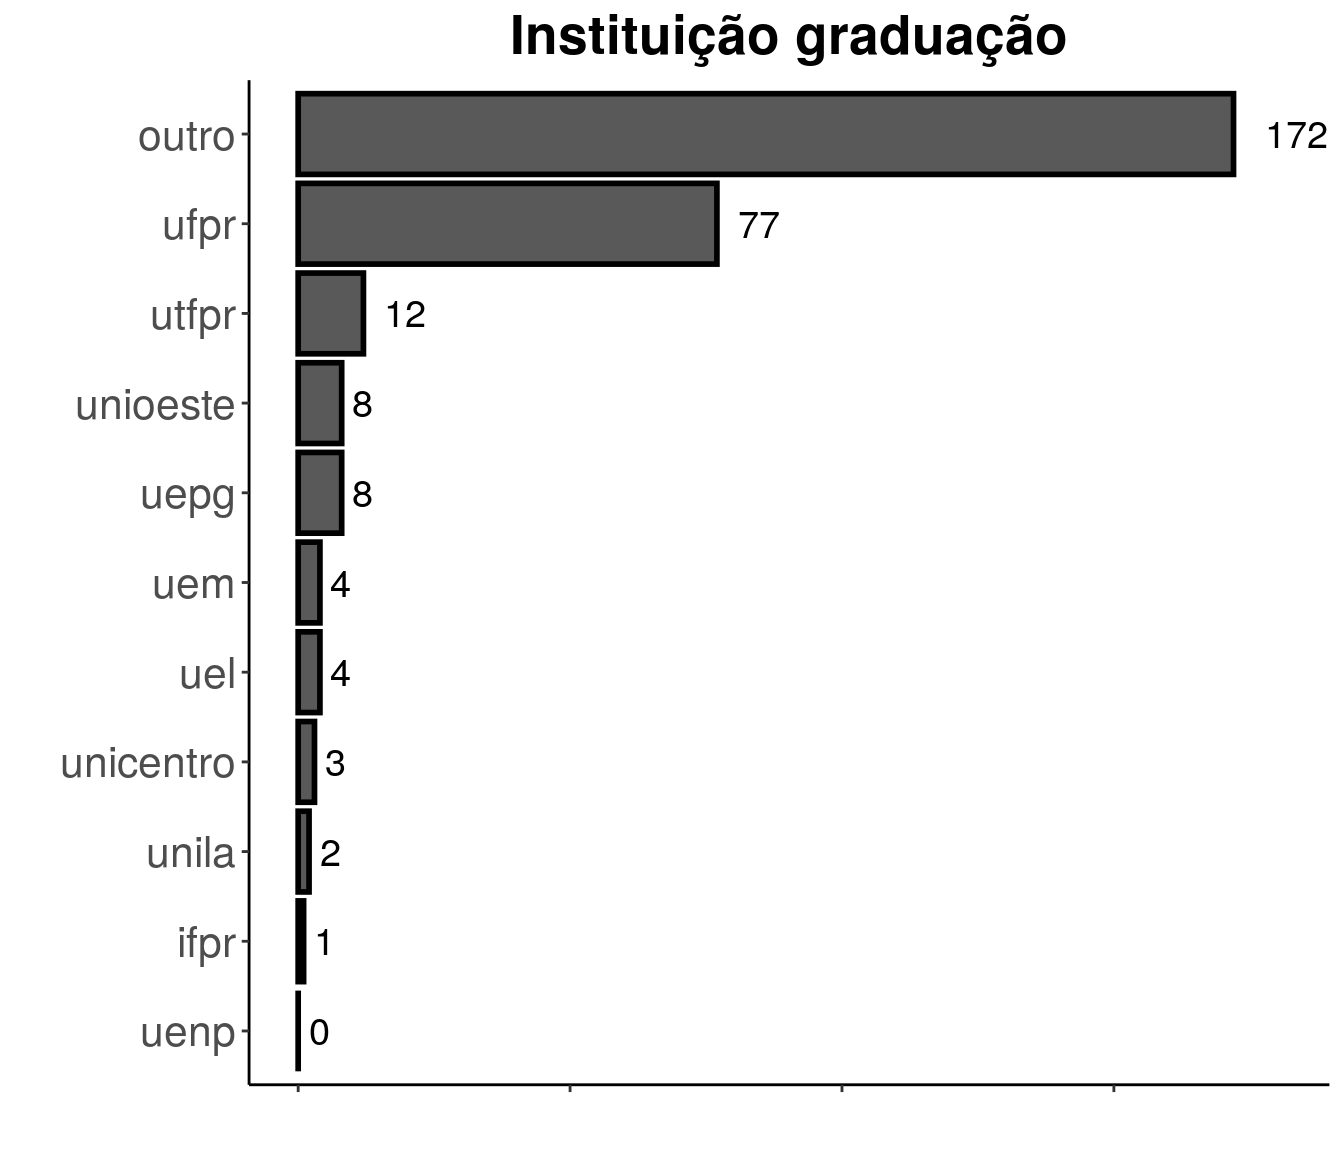 Instituição graduação
outro 172
ufpr 77
utfpr 12
unioeste 8
uepg 8
uem 4
uel 4
unicentro 3
unila 2
ifpr 1
uenp 0